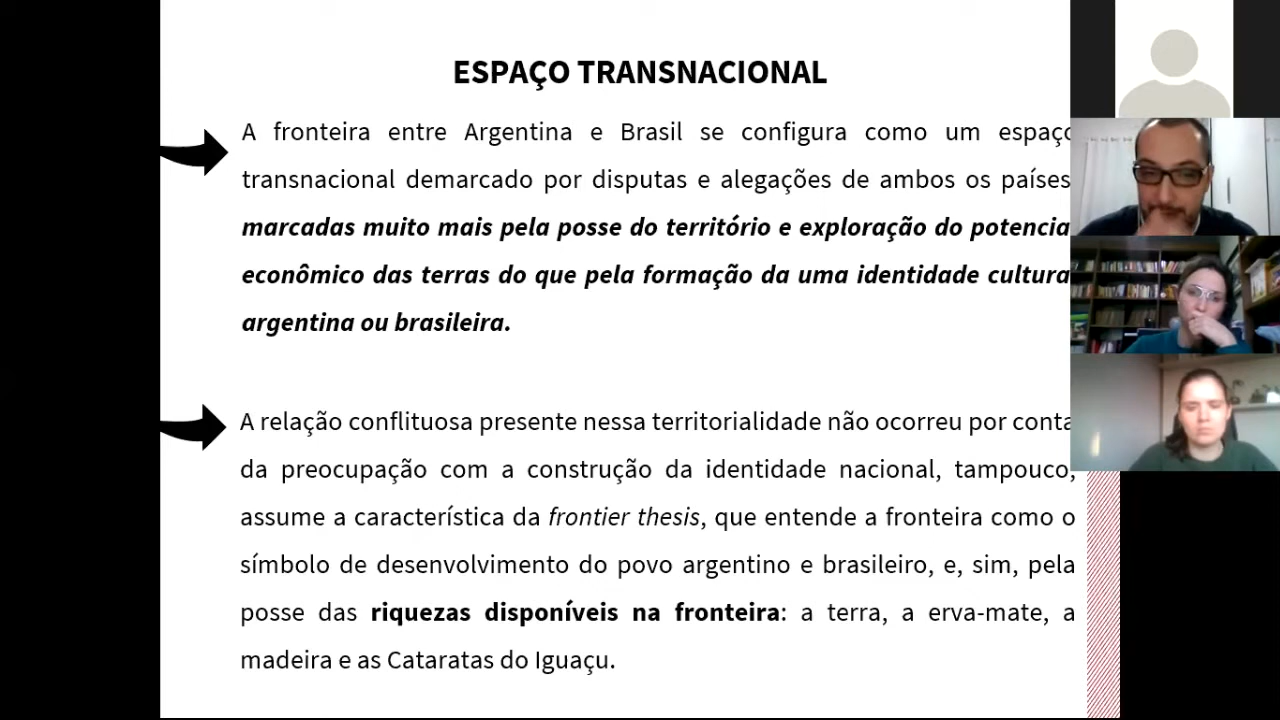 ESPAÇO TRANSNACIONAL
A fronteira entre Argentina e Brasil se configura como um espaço
transnacional demarcado por disputas e alegações de ambos os países
marcadas muito mais pela posse do território e exploração do potencia
econômico das terras do que pela formação da uma identidade cultura
argentina ou brasileira.
A relação conflituosa presente nessa territorialidade não ocorreu por conta
da preocupação com a construção da identidade nacional, tampouco,
assume a característica da frontier thesis, que entende a fronteira como o
símbolo de desenvolvimento do povo argentino e brasileiro, e, sim, pela
posse das riquezas disponíveis na fronteira: a terra, a erva-mate, a
madeira e as Cataratas do Iguaçu.